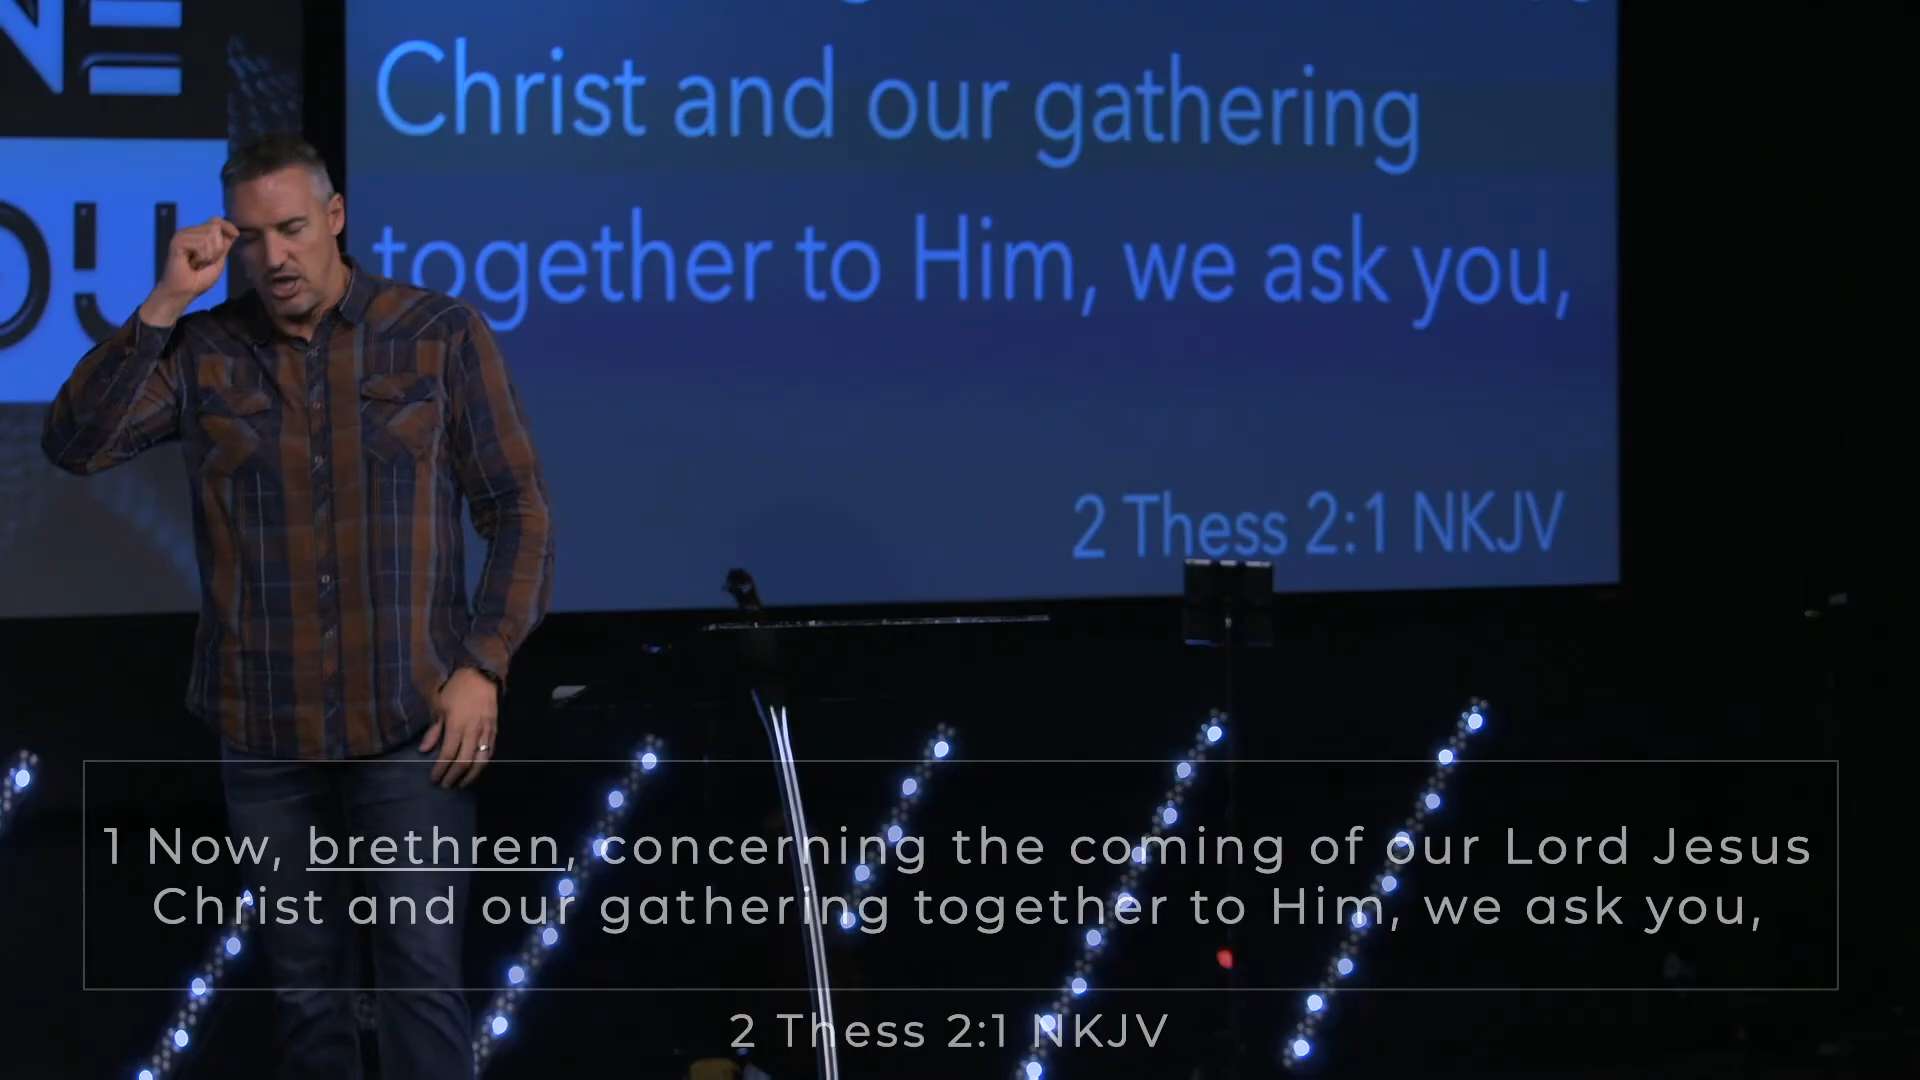 NE
OU
Christ and our gathering
together to Him, we ask you,
2 Thess 2:1 NKJV
1 Now, brethren, concerning the coming of our Lord Jesus
Christ and our gathering together to Him, we ask you,
2 Thess 2:1 NKJV